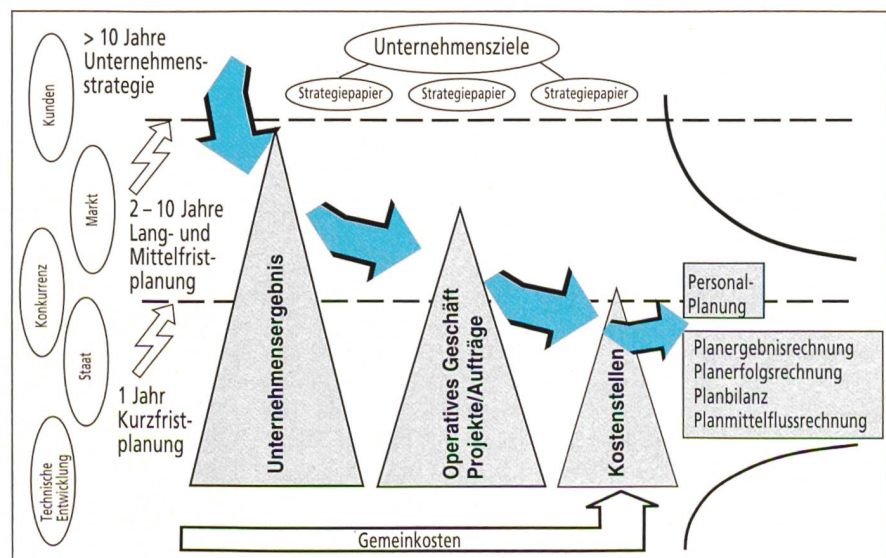 > 10 Jahre
Unternehmens-
strategie
Unternehmensziele
Strategiepapier
Strategiepapier
Strategiepapier
Kunden
Markt
2 – 10 Jahre
Lang- und
Mittelfrist-
planung
Konkurrenz
Staat
1 Jahr
Kurzfrist-
planung
Technische
Entwicklung
Unternehmensergebnis
Operatives Geschäft
Projekte/Aufträge
Kostenstellen
Personal-
Planung
Planergebnisrechnung
Planerfolgsrechnung
Planbilanz
Planmittelflussrechnung
Gemeinkosten